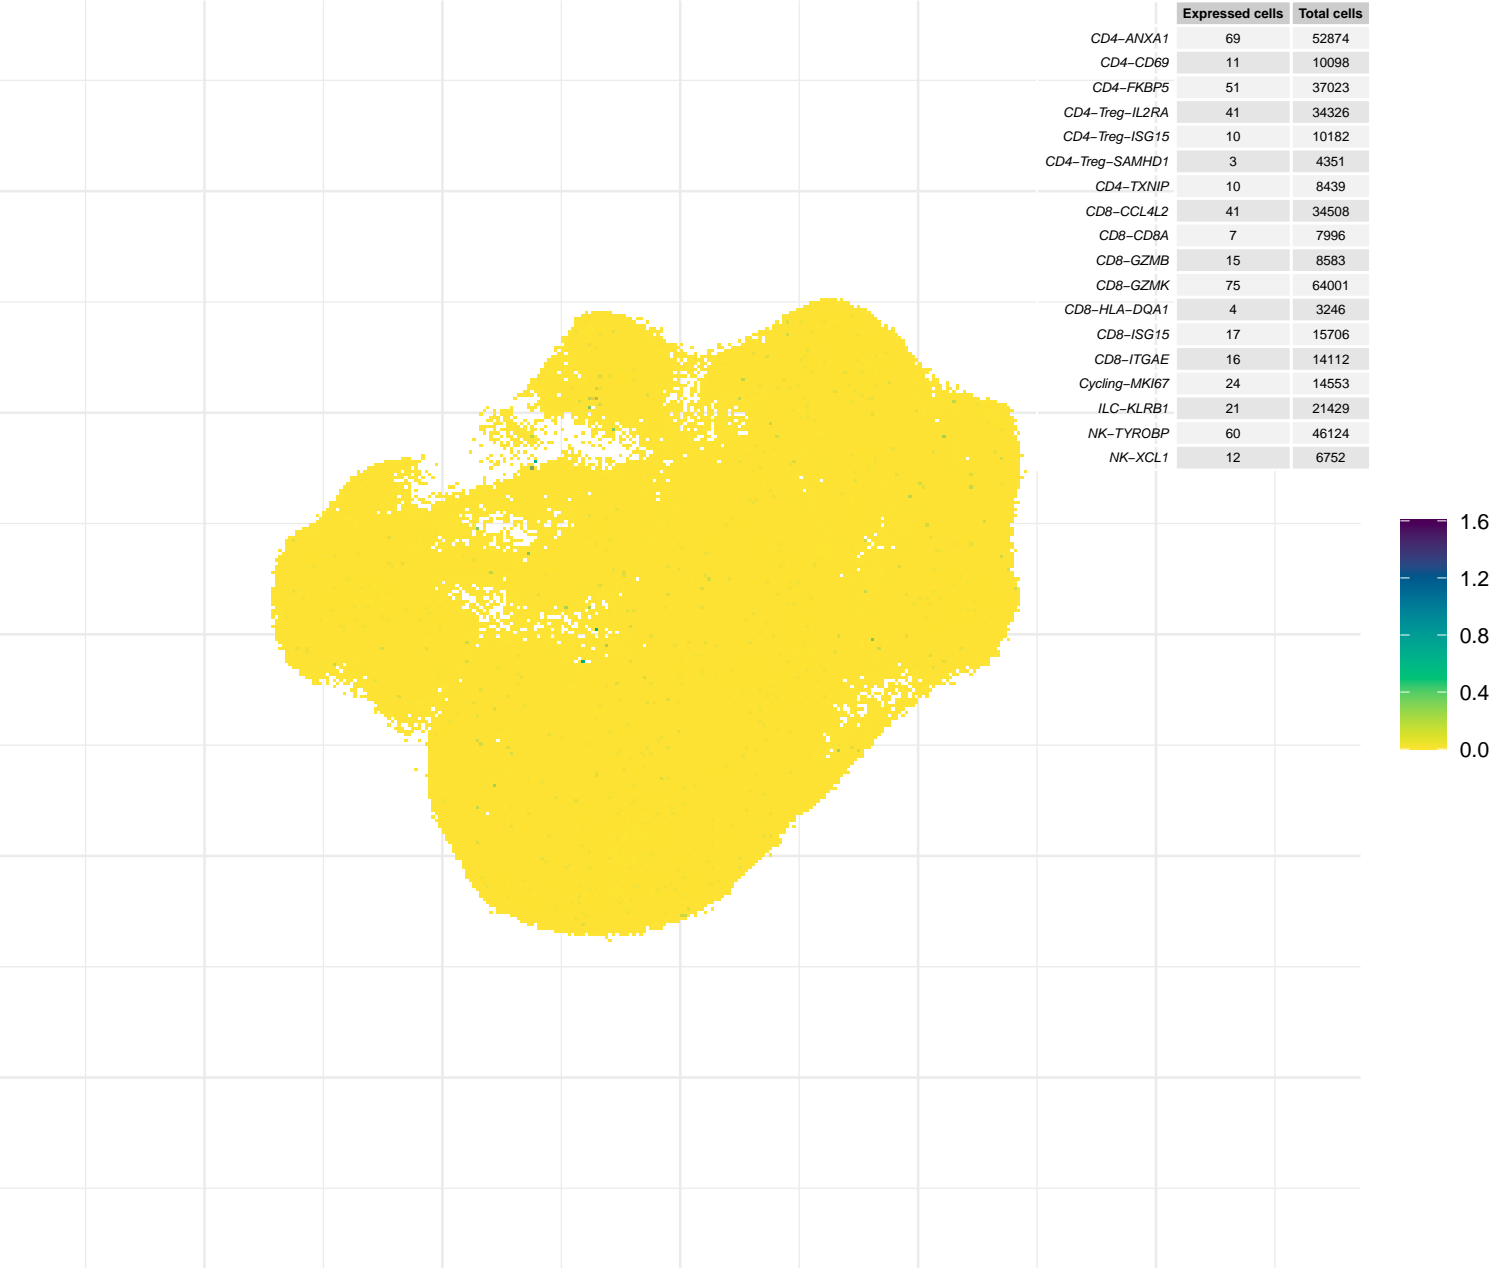 Expressed cells Total cells
CD4−ANXA1 69 52874
CD4−CD69 11 10098
CD4−FKBP5 51 37023
CD4−Treg−IL2RA 41 34326
CD4−Treg−ISG15 10 10182
CD4−Treg−SAMHD1 3 4351
CD4−TXNIP 10 8439
CD8−CCL4L2 41 34508
CD8−CD8A 7 7996
CD8−GZMB 15 8583
CD8−GZMK 75 64001
CD8−HLA−DQA1 4 3246
CD8−ISG15 17 15706
CD8−ITGAE 16 14112
Cycling−MKI67 24 14553
ILC−KLRB1 21 21429
NK−TYROBP 60 46124
NK−XCL1 12 6752
1.6
1.2
0.8
0.4
0.0